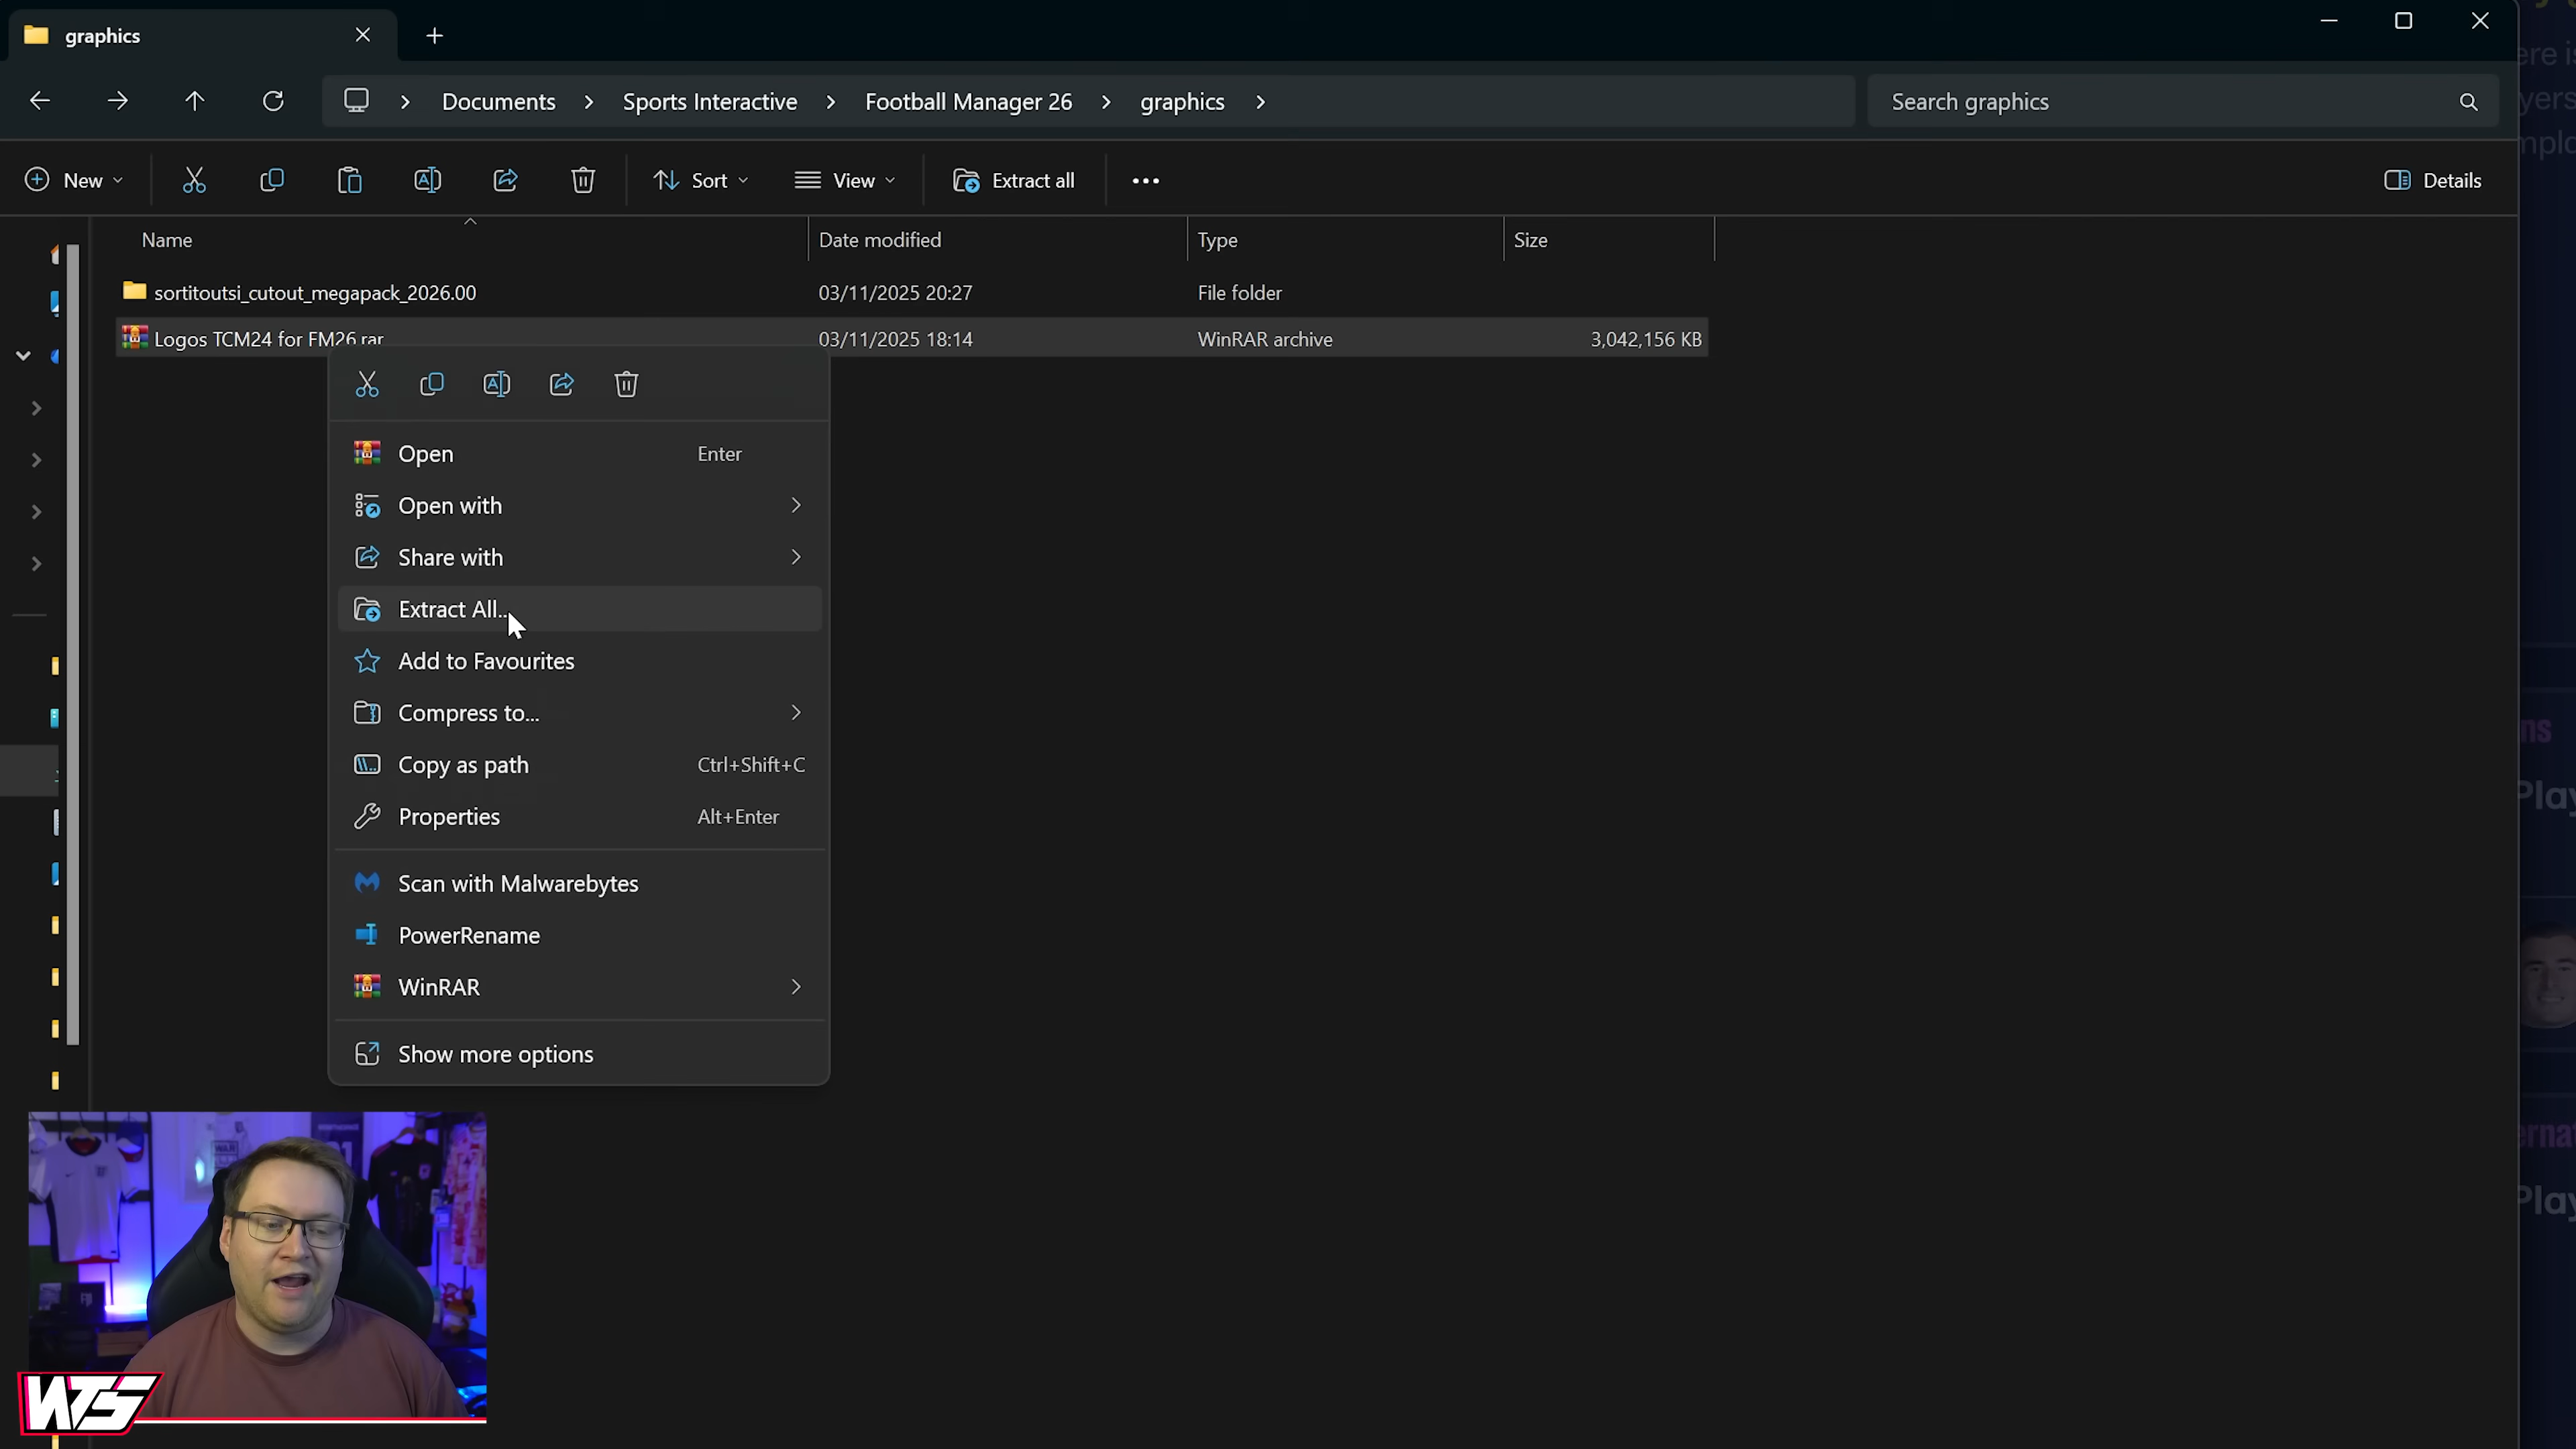 graphics
Documents > Sports Interactive > Football Manager 26 > graphics >
Search graphics
New
Sort
View
Extract all
Details
Name
Date modified
Type
Size
sortitoutsi_cutout_megapack_2026.00
03/11/2025 20:27
File folder
Logos TCM24 for FM26.rar
03/11/2025 18:14
WinRAR archive
3,042,156 KB
Open Enter
Open with
Share with
Extract All...
Add to Favourites
Compress to...
Copy as path Ctrl+Shift+C
Properties Alt+Enter
Scan with Malwarebytes
PowerRename
WinRAR
Show more options
WTS